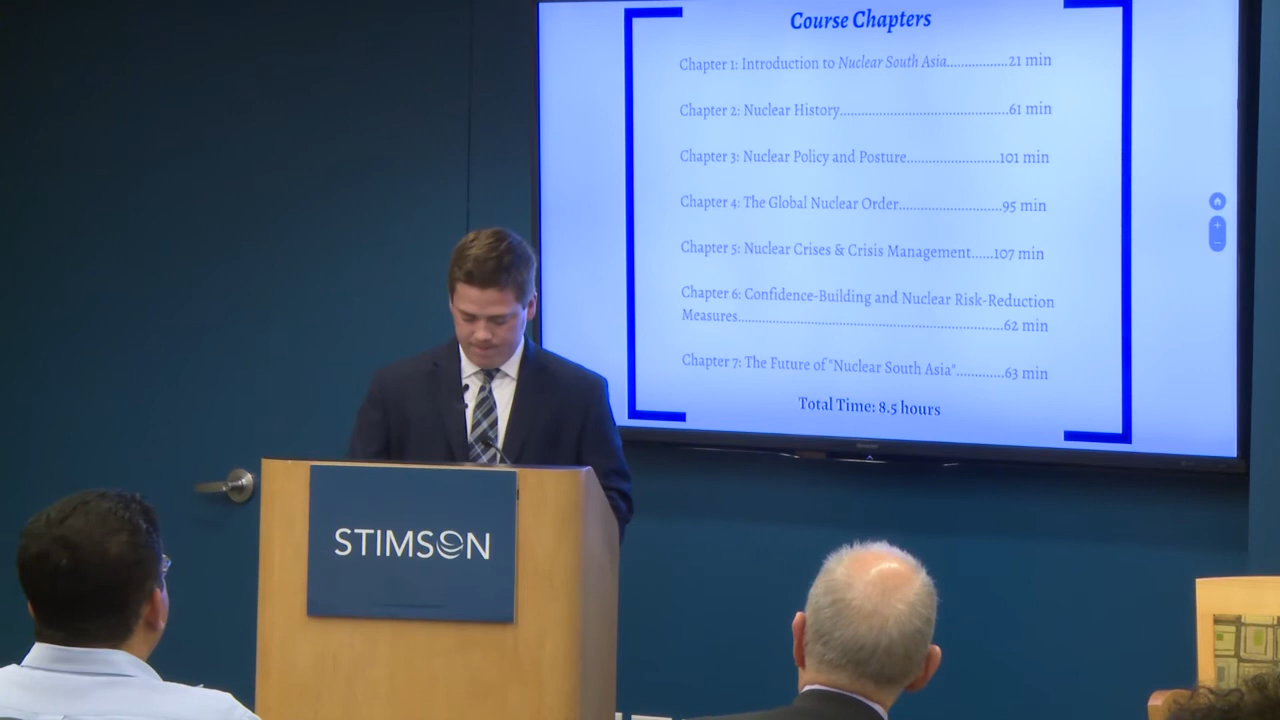 Course Chapters
Chapter 1: Introduction to Nuclear South Asia................21 min
Chapter 2: Nuclear History............................................61 min
Chapter 3: Nuclear Policy and Posture........................101 min
Chapter 4: The Global Nuclear Order...........................95 min
Chapter 5: Nuclear Crises & Crisis Management......107 min
Chapter 6: Confidence-Building and Nuclear Risk-Reduction
Measures......................................................................62 min
Chapter 7: The Future of "Nuclear South Asia".............63 min
Total Time: 8.5 hours
STIMSON